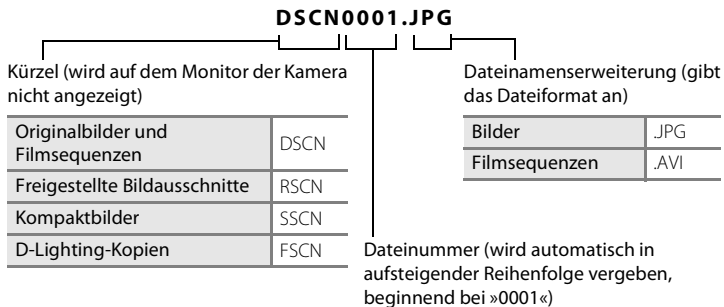 DSCN0001.JPG
Kürzel (wird auf dem Monitor der Kamera
nicht angezeigt)
Originalbilder und
Filmsequenzen DSCN
Freigestellte Bildausschnitte RSCN
Kompaktbilder SSCN
D-Lighting-Kopien FSCN
Dateinamenserweiterung (gibt
das Dateiformat an)
Bilder .JPG
Filmsequenzen .AVI
Dateinummer (wird automatisch in
aufsteigender Reihenfolge vergeben,
beginnend bei »0001«)